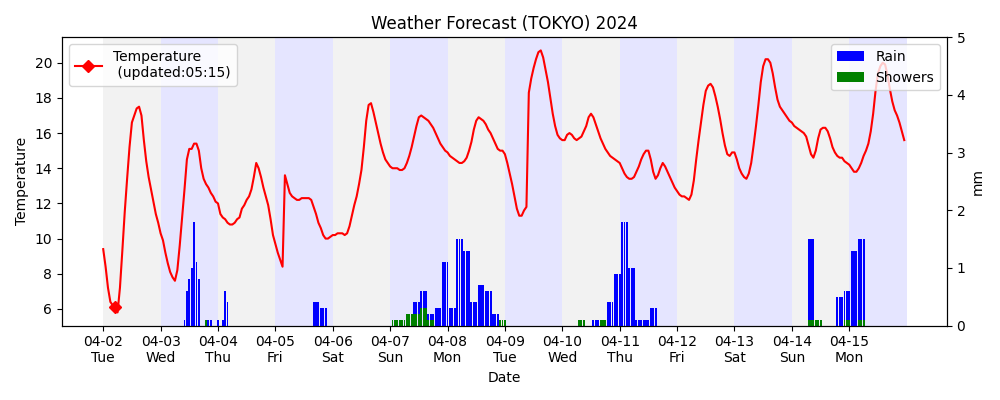 Weather Forecast (TOKYO) 2024
Temperature
(updated:05:15)
Rain
Showers
Temperature
20
18
16
14
12
10
8
6
5
4
3
2
1
0
mm
04-02 04-03 04-04 04-05 04-06 04-07 04-08 04-09 04-10 04-11 04-12 04-13 04-14 04-15
Tue Wed Thu Fri Sat Sun Mon Tue Wed Thu Fri Sat Sun Mon
Date